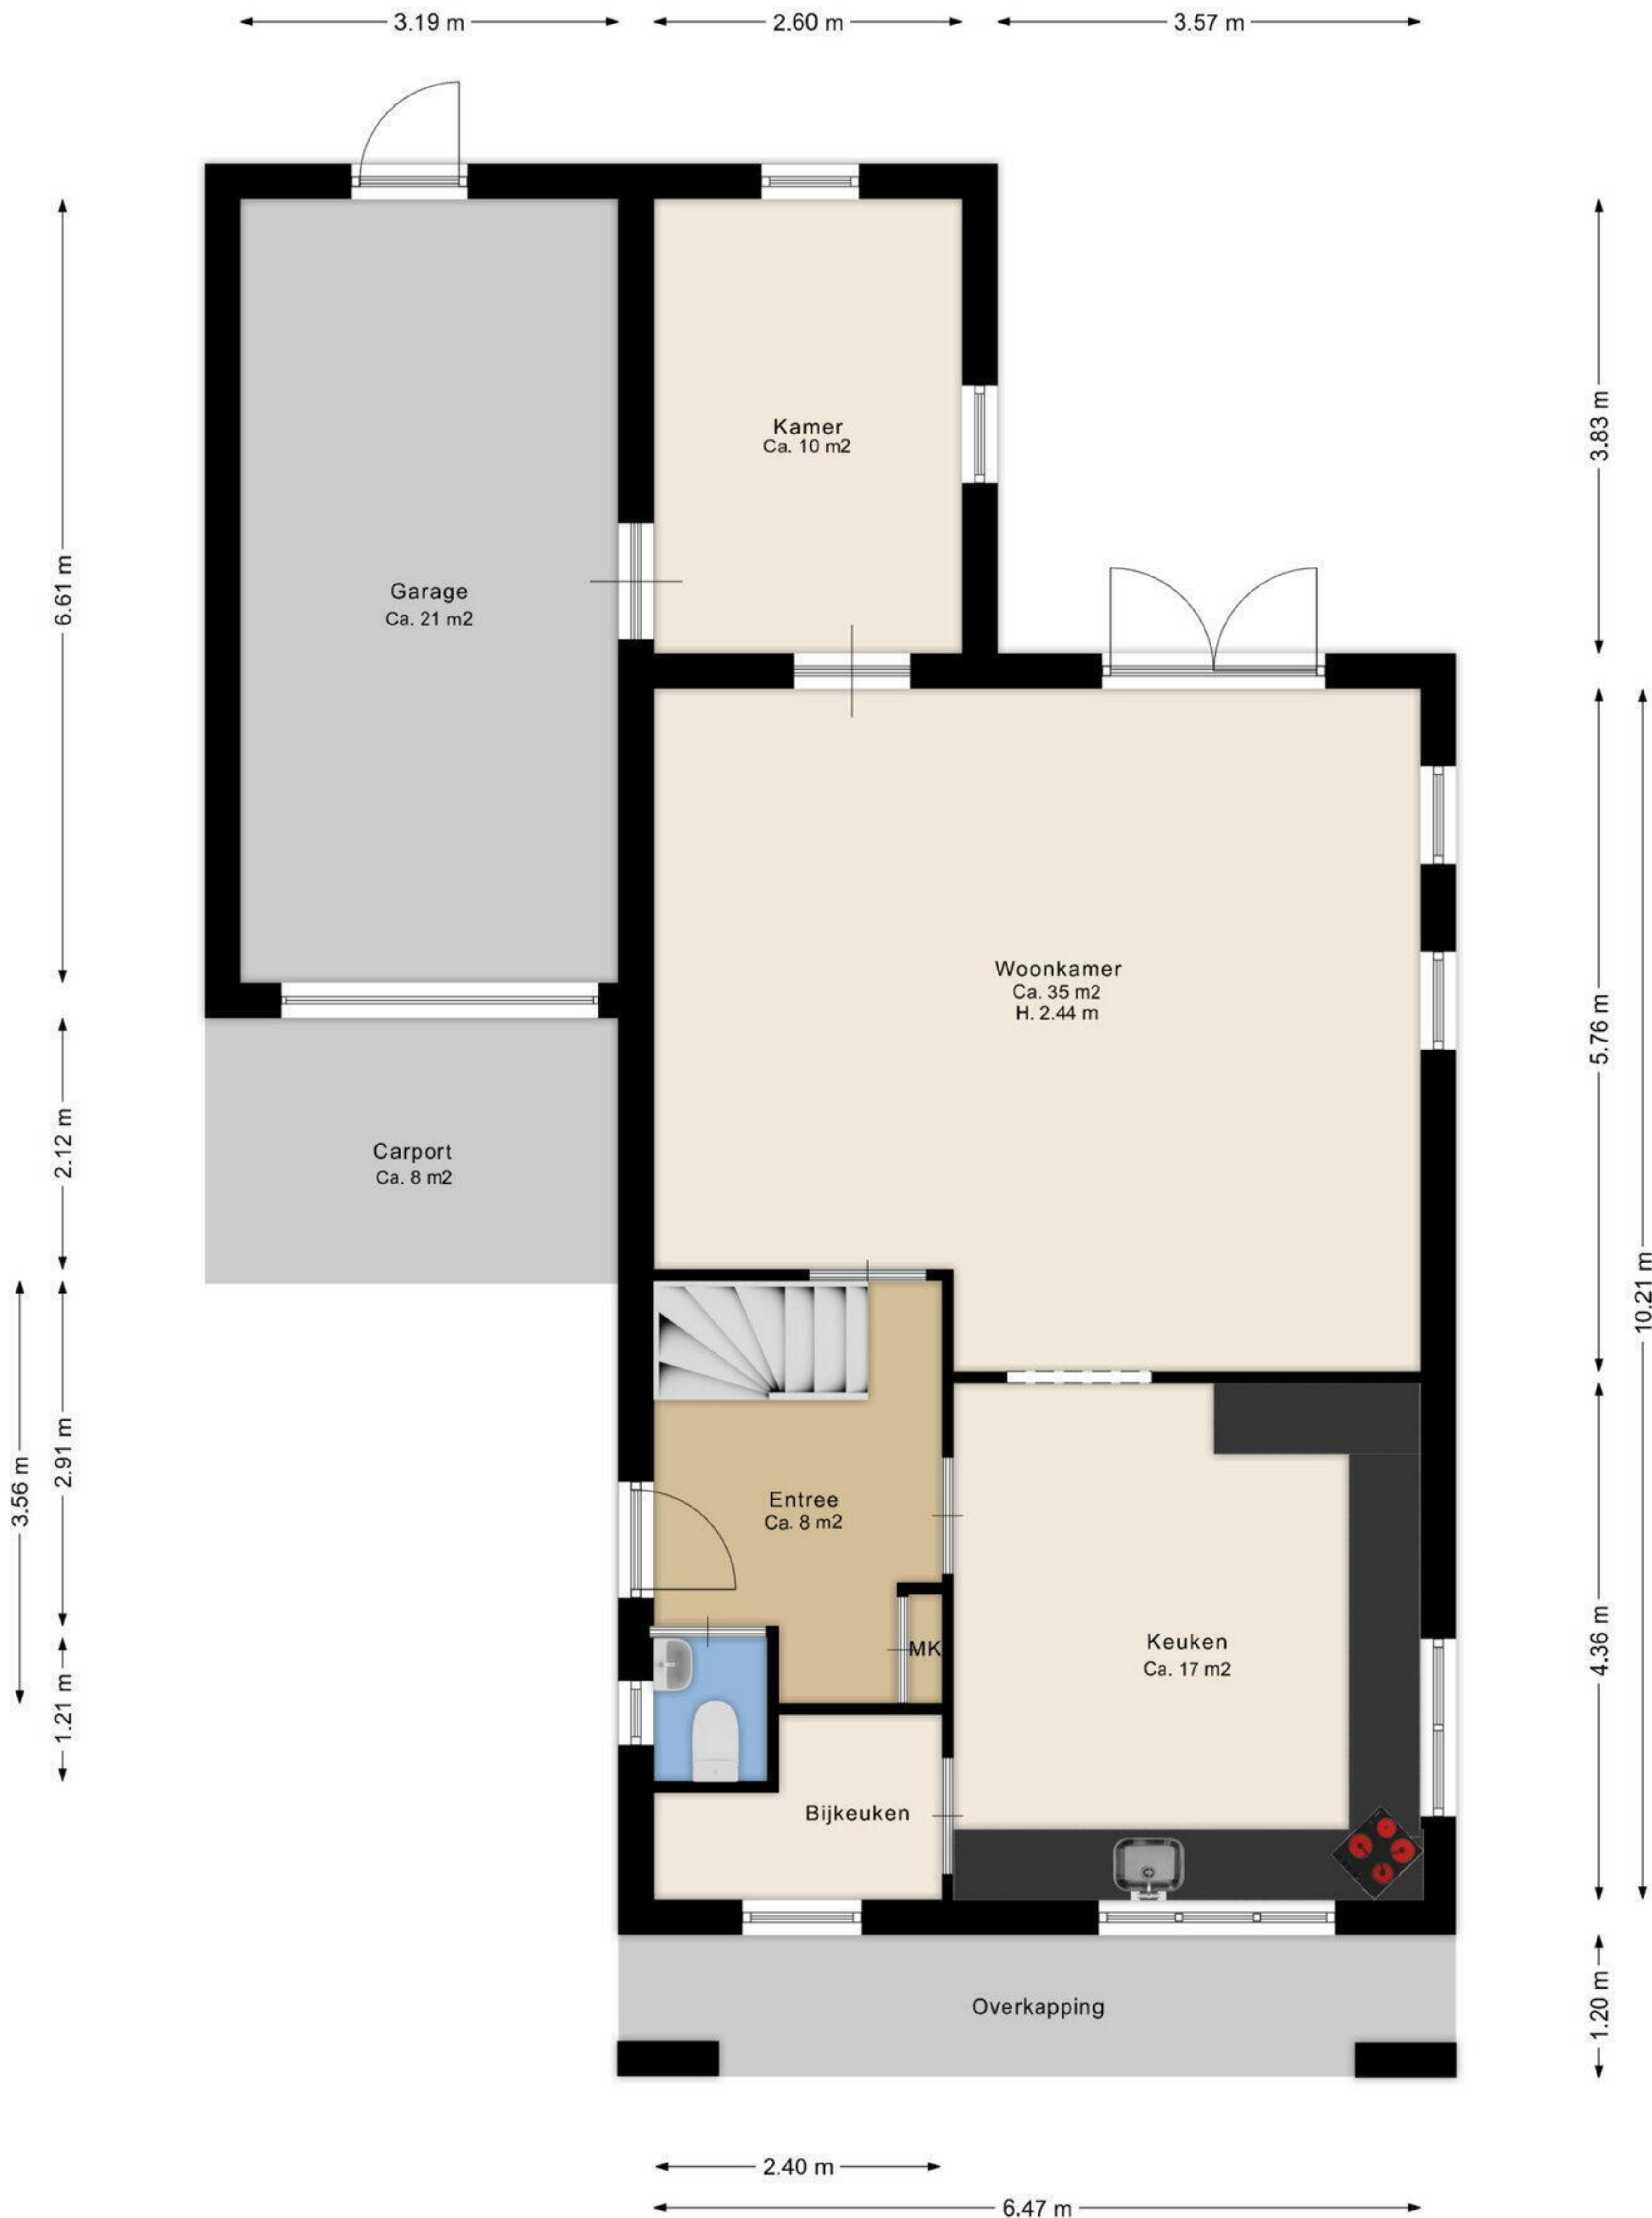 3.19 m
2.60 m
3.57 m
6.61 m
3.83 m
Kamer
Ca. 10 m2
Garage
Ca. 21 m2
Woonkamer
Ca. 35 m2
H. 2.44 m
5.76 m
2.12 m
Carport
Ca. 8 m2
10.21 m
3.56 m
2.91 m
Entree
Ca. 8 m2
MK
Keuken
Ca. 17 m2
4.36 m
1.21 m
Bijkeuken
Overkapping
1.20 m
2.40 m
6.47 m